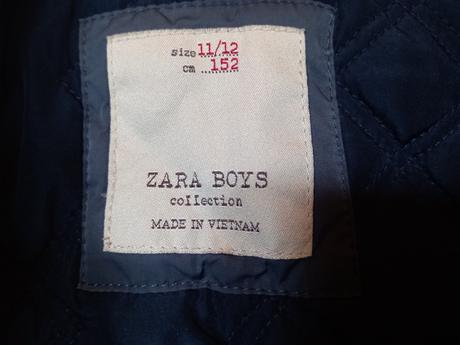 size 11/12
cm 152
ZARA BOYS
collection
MADE IN VIETNAM